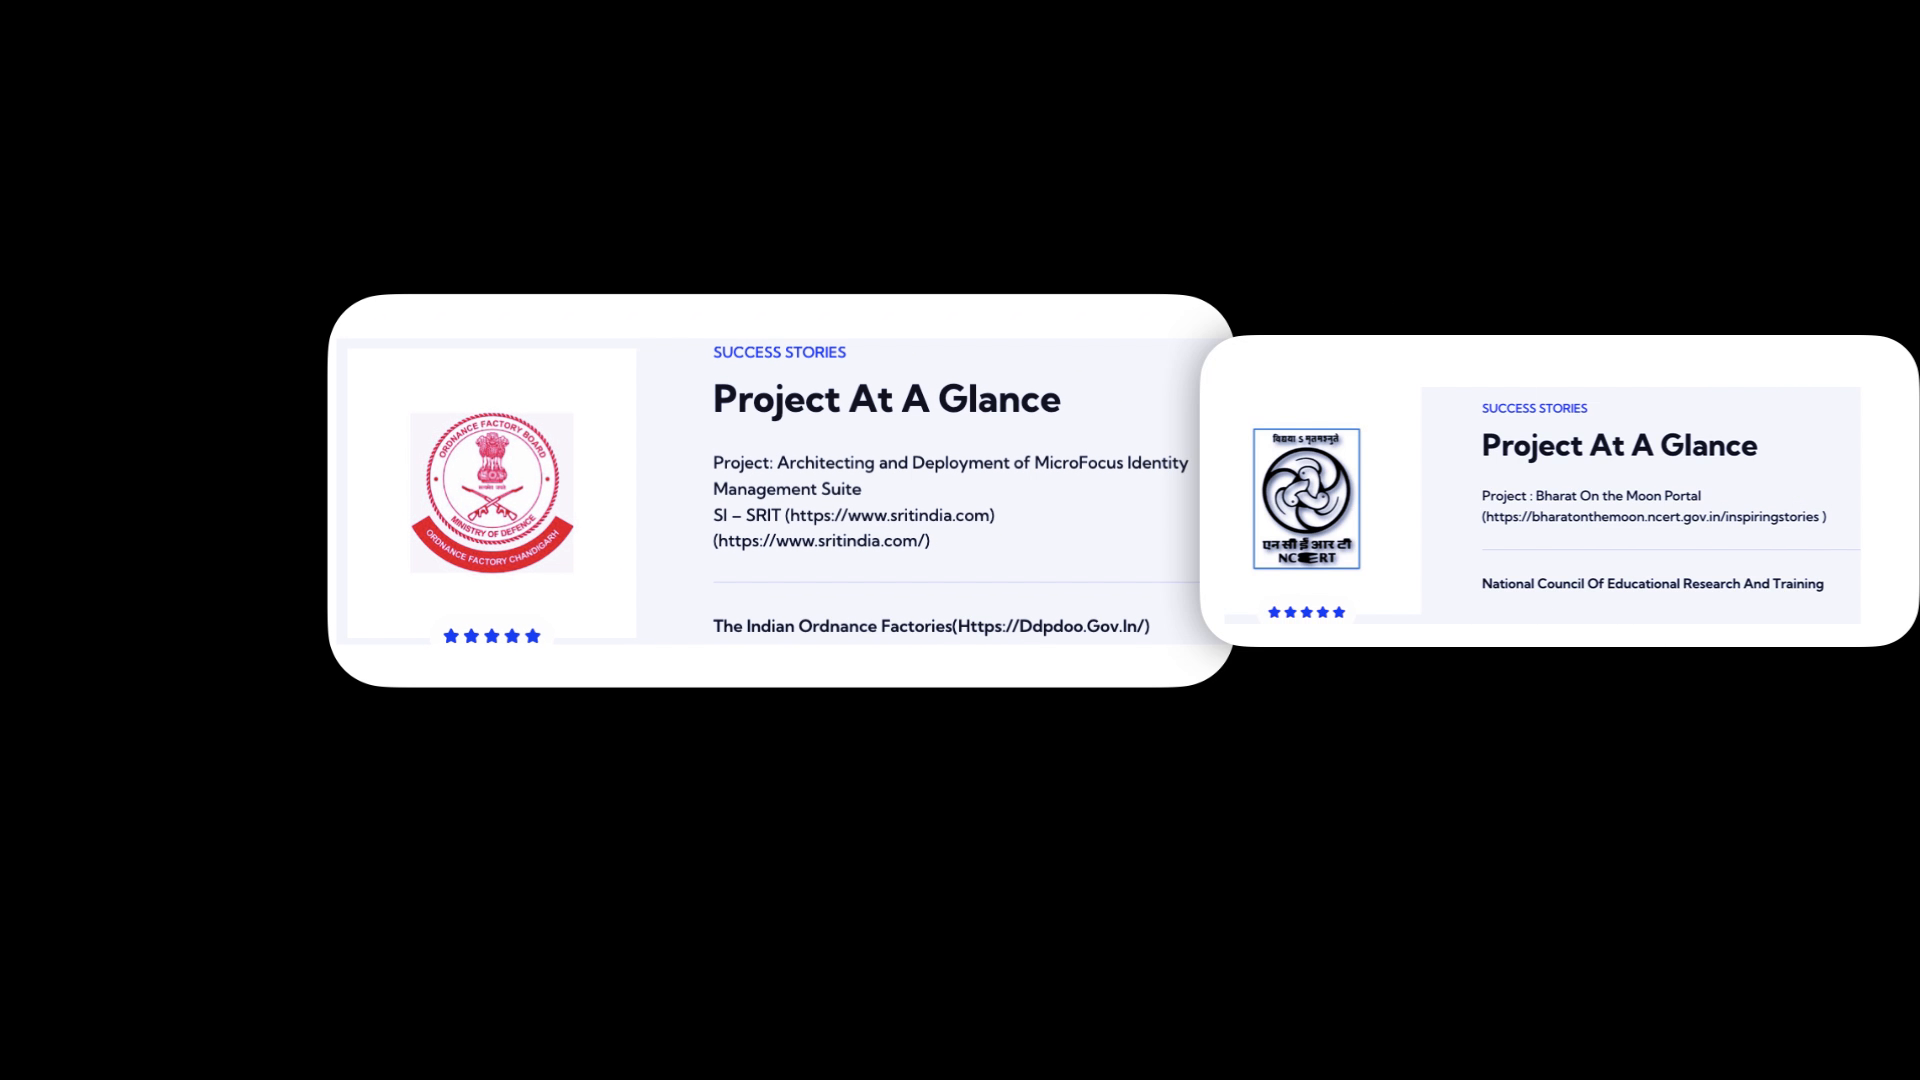 ORDNANCE FACTORY BOARD
सत्यमेव जयते
MINISTRY OF DEFENCE
ORDNANCE FACTORY CHANDIGARH
SUCCESS STORIES
Project At A Glance
Project: Architecting and Deployment of MicroFocus Identity
Management Suite
SI – SRIT (https://www.sritindia.com)
(https://www.sritindia.com/)
The Indian Ordnance Factories(Https://Ddpdoo.Gov.In/)
विद्यया ऽ मृतमश्नुते
एन सी ई आर टी
NCERT
SUCCESS STORIES
Project At A Glance
Project : Bharat On the Moon Portal
(https://bharatonthemoon.ncert.gov.in/inspiringstories )
National Council Of Educational Research And Training